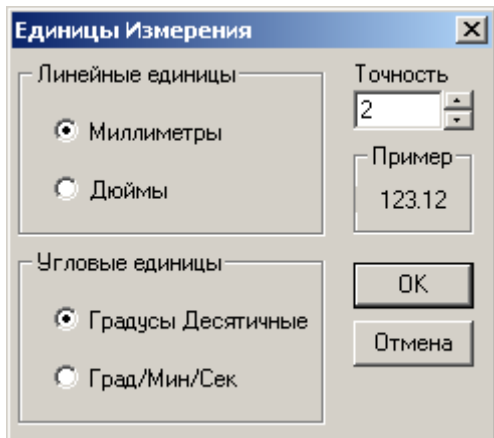 Единицы Измерения
Линейные единицы
Миллиметры
Дюймы
Точность
2
Пример
123.12
Угловые единицы
Градусы Десятичные
Град/Мин/Сек
OK
Отмена